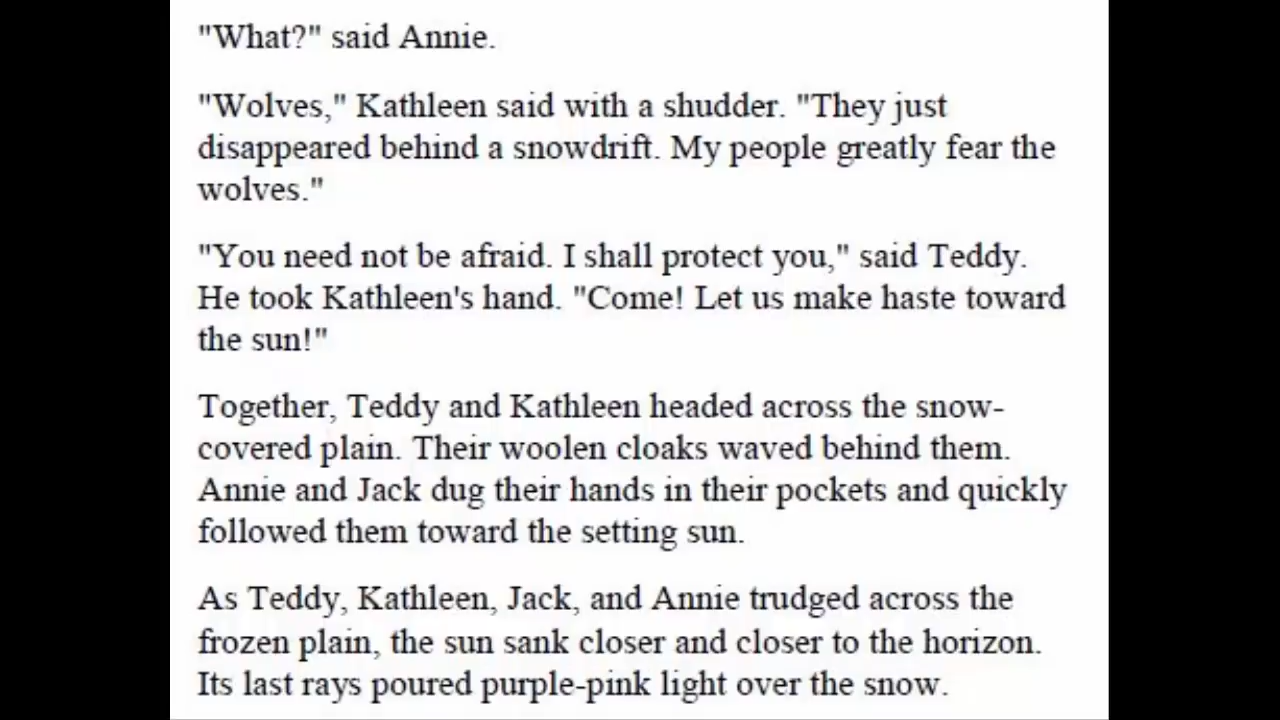 "What?" said Annie.
"Wolves," Kathleen said with a shudder. "They just
disappeared behind a snowdrift. My people greatly fear the
wolves."
"You need not be afraid. I shall protect you," said Teddy.
He took Kathleen's hand. "Come! Let us make haste toward
the sun!"
Together, Teddy and Kathleen headed across the snow-
covered plain. Their woolen cloaks waved behind them.
Annie and Jack dug their hands in their pockets and quickly
followed them toward the setting sun.
As Teddy, Kathleen, Jack, and Annie trudged across the
frozen plain, the sun sank closer and closer to the horizon.
Its last rays poured purple-pink light over the snow.